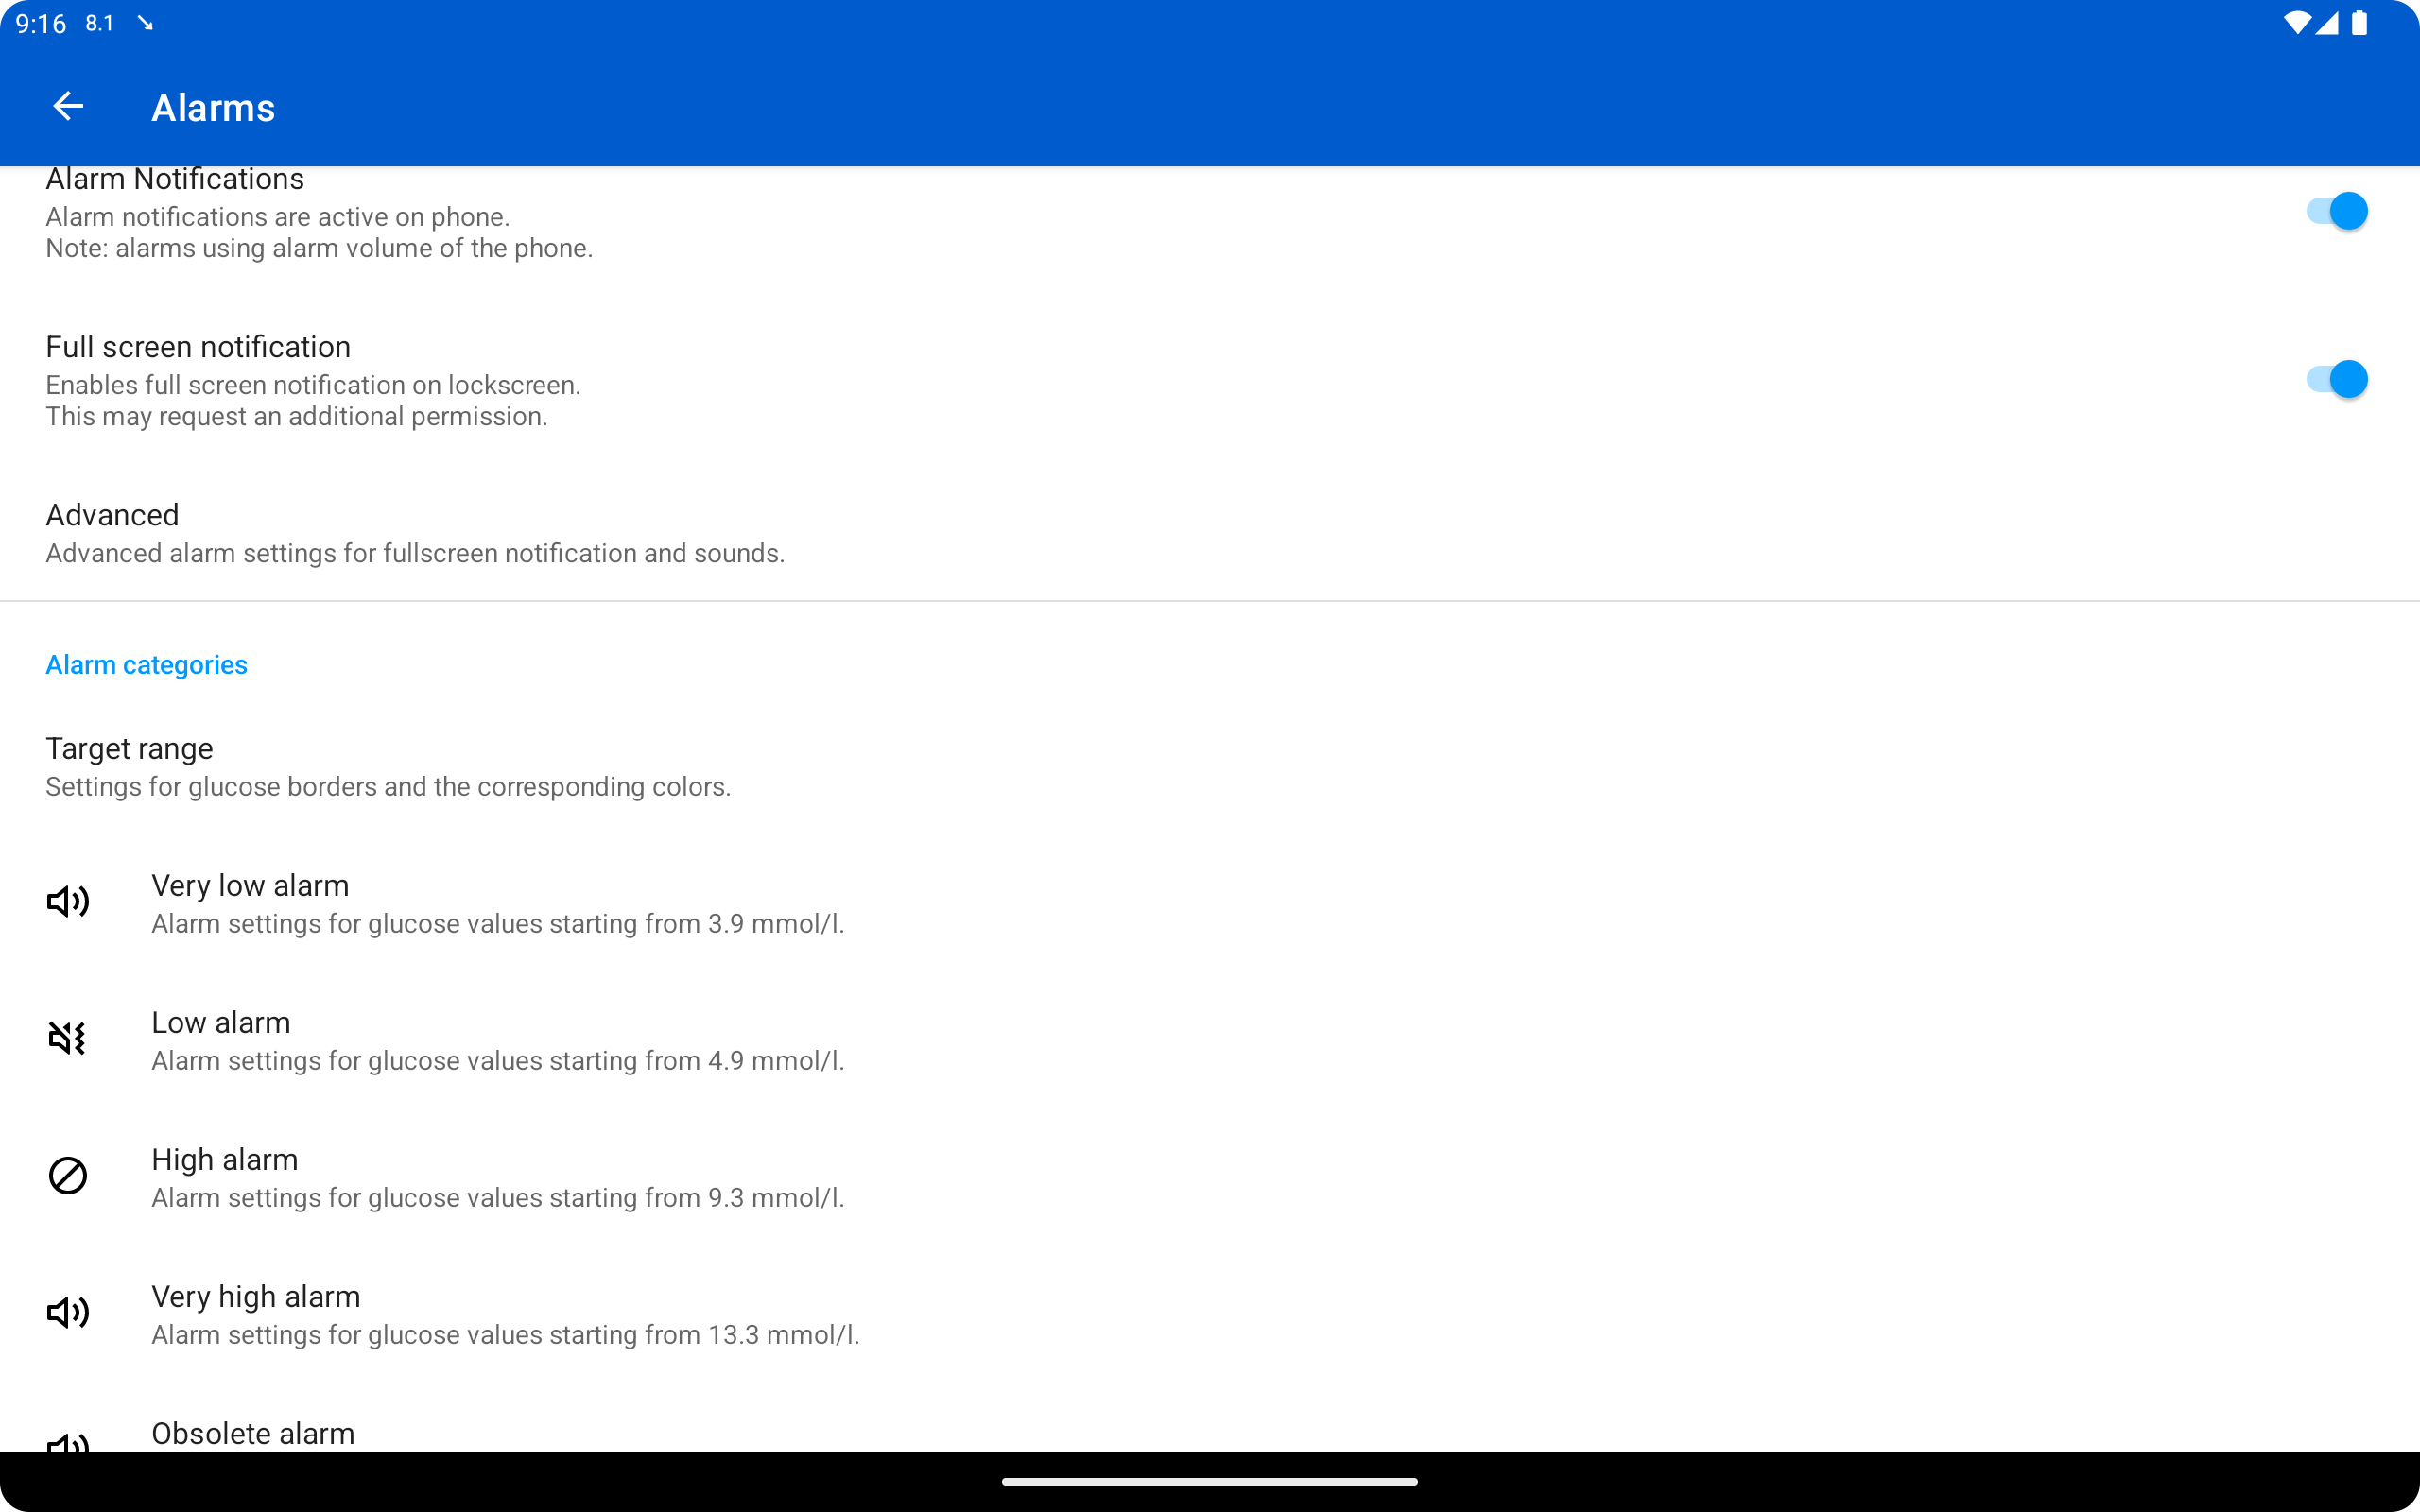 9:16 8.1
Alarms
Alarm Notifications
Alarm notifications are active on phone.
Note: alarms using alarm volume of the phone.
Full screen notification
Enables full screen notification on lockscreen.
This may request an additional permission.
Advanced
Advanced alarm settings for fullscreen notification and sounds.
Alarm categories
Target range
Settings for glucose borders and the corresponding colors.
Very low alarm
Alarm settings for glucose values starting from 3.9 mmol/l.
Low alarm
Alarm settings for glucose values starting from 4.9 mmol/l.
High alarm
Alarm settings for glucose values starting from 9.3 mmol/l.
Very high alarm
Alarm settings for glucose values starting from 13.3 mmol/l.
Obsolete alarm